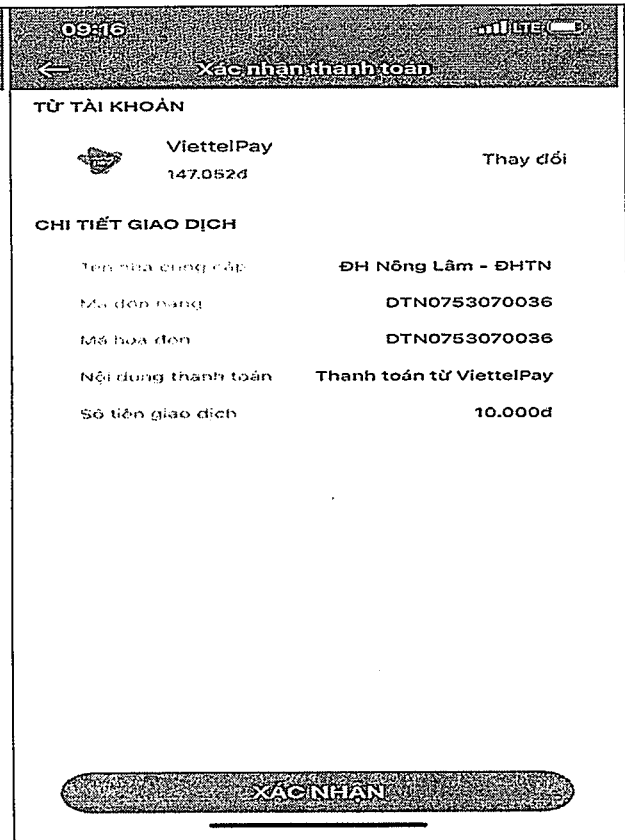 09:16 LTE
Xác nhận thanh toán
TỪ TÀI KHOẢN
ViettelPay
147.052đ
Thay đổi
CHI TIẾT GIAO DỊCH
Tên nhà cung cấp ĐH Nông Lâm - ĐHTN
Mã đơn hàng DTN0753070036
Mã hóa đơn DTN0753070036
Nội dung thanh toán Thanh toán từ ViettelPay
Số tiền giao dịch 10.000đ
XÁC NHẬN